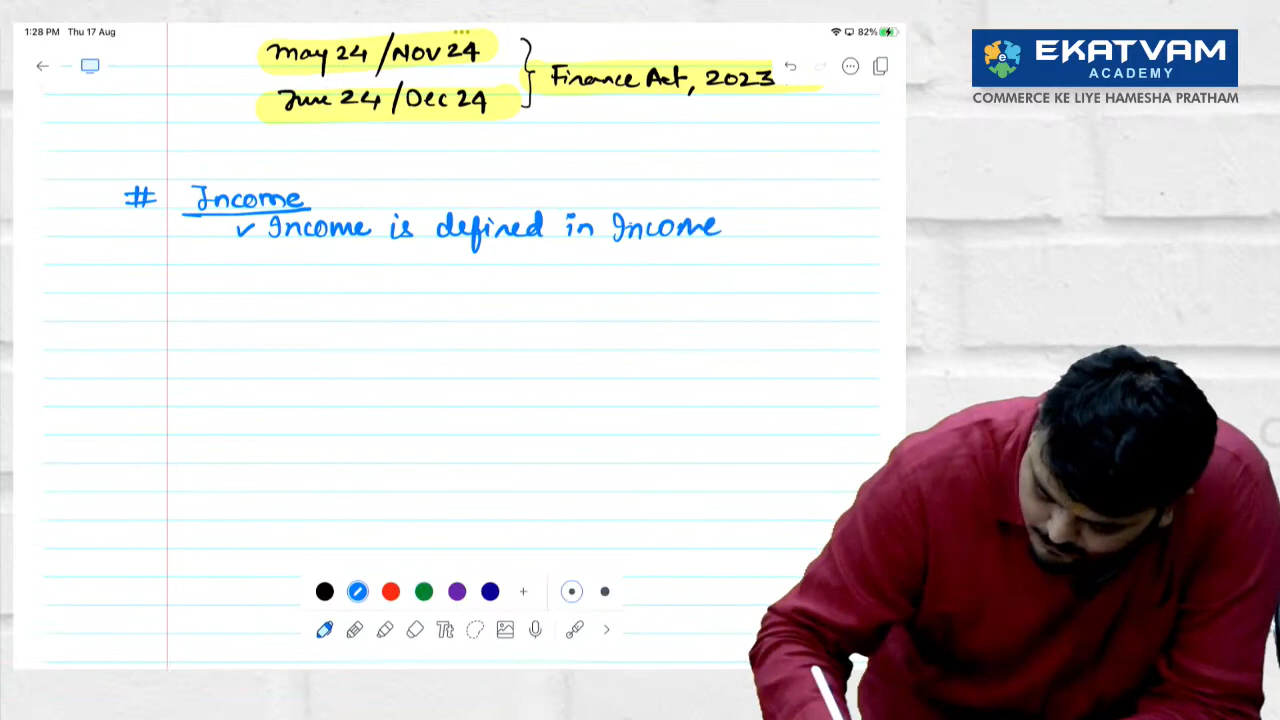 1:28 PM Thu 17 Aug
82%
May 24 / Nov 24
June 24 / Dec 24
Finance Act, 2023
EKATVAM
ACADEMY
COMMERCE KE LIYE HAMESHA PRATHAM
# Income
✓ Income is defined in Income
Tt